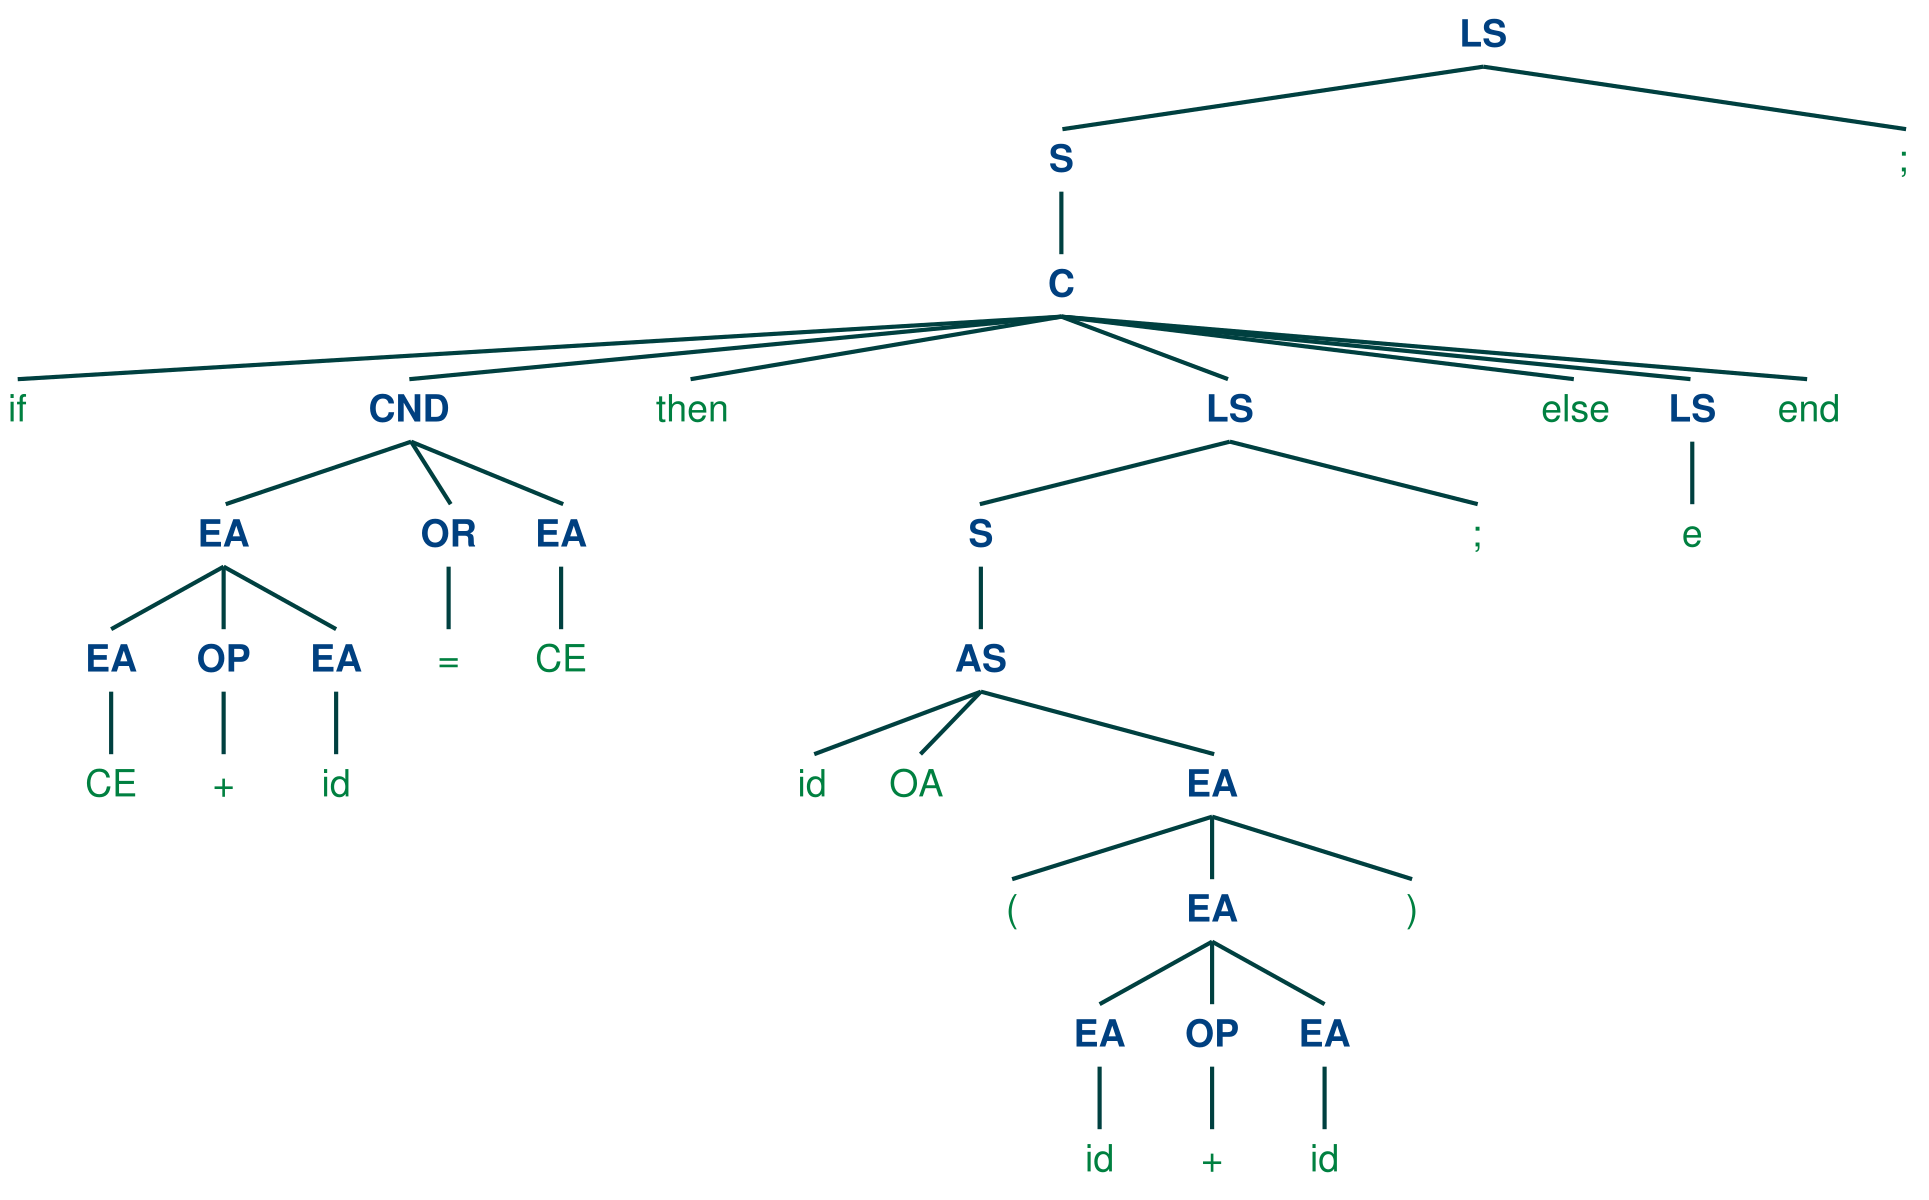 LS
S ;
C
if CND then LS else LS end
EA OR EA S ; e
EA OP EA = CE AS
CE + id id OA EA
( EA )
EA OP EA
id + id